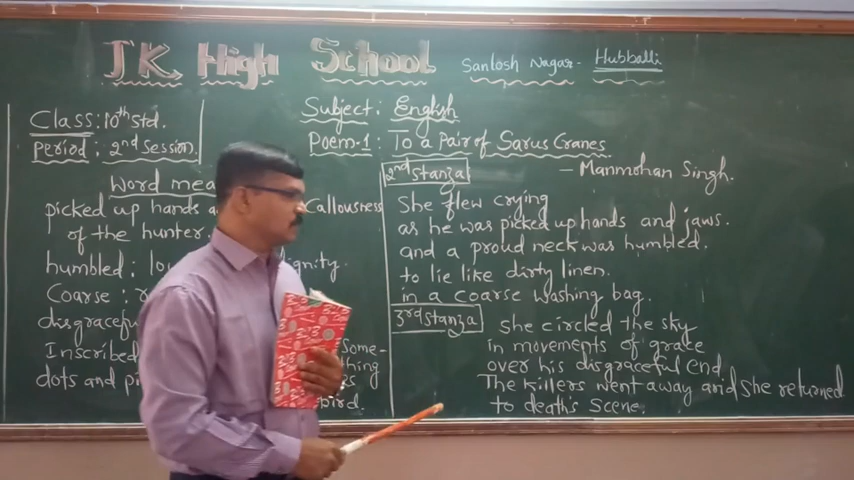 JK High School Santosh Nagar- Hubballi
Class: 10th std.
Period: 2nd Session.
Subject: English
Poem-1: To a Pair of Sarus Cranes
- Manmohan Singh.
Word mea
picked up hands a Callousness
of the hunter.
humbled: lo gnity.
Coarse:
disgraceful
Inscribed Some-
thing
dots and pi
bird.
2nd stanza
She flew crying
as he was picked up hands and jaws.
and a proud neck was humbled.
to lie like dirty linen.
in a coarse washing bag.
3rd stanza
She circled the sky
in movements of grace
over his disgraceful end.
The killers went away and she returned
to death's scene.